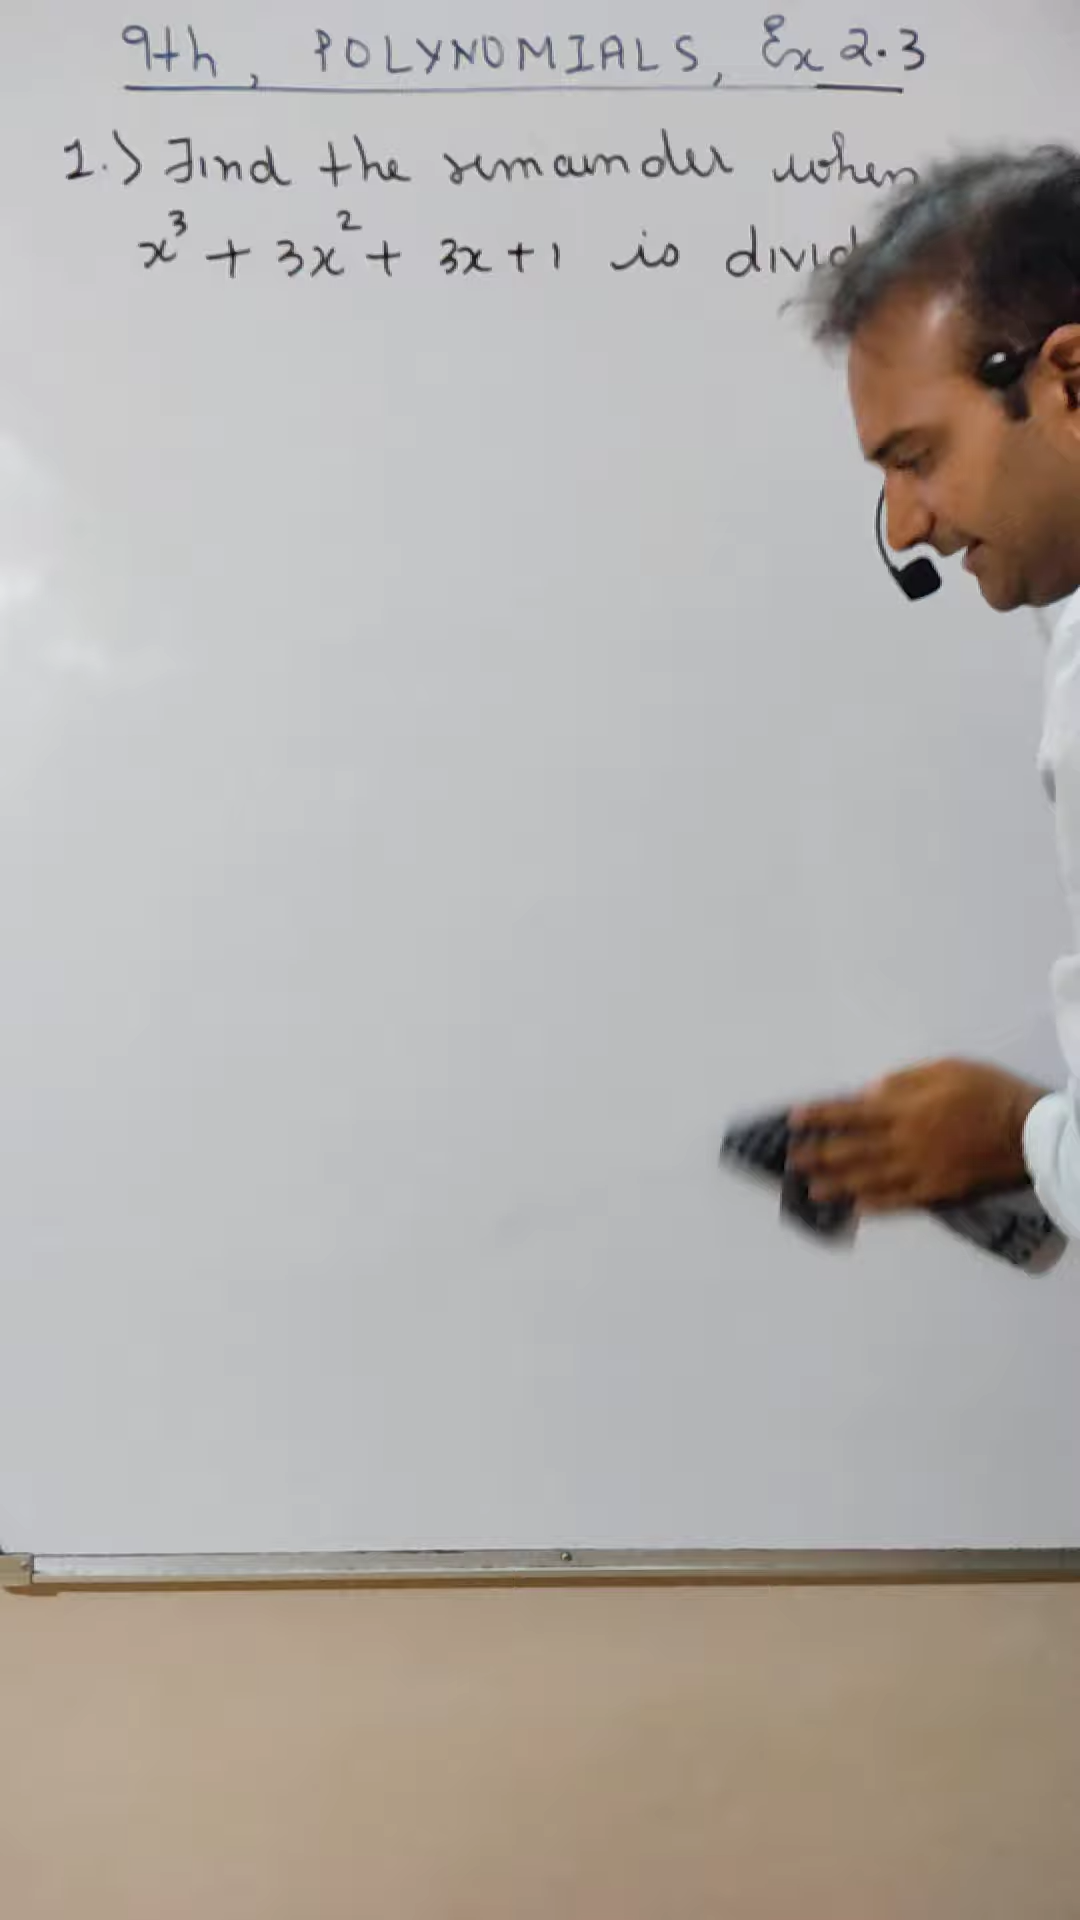 9th, POLYNOMIALS, Ex 2.3
1.) Find the remainder when
x³ + 3x² + 3x + 1 is divid